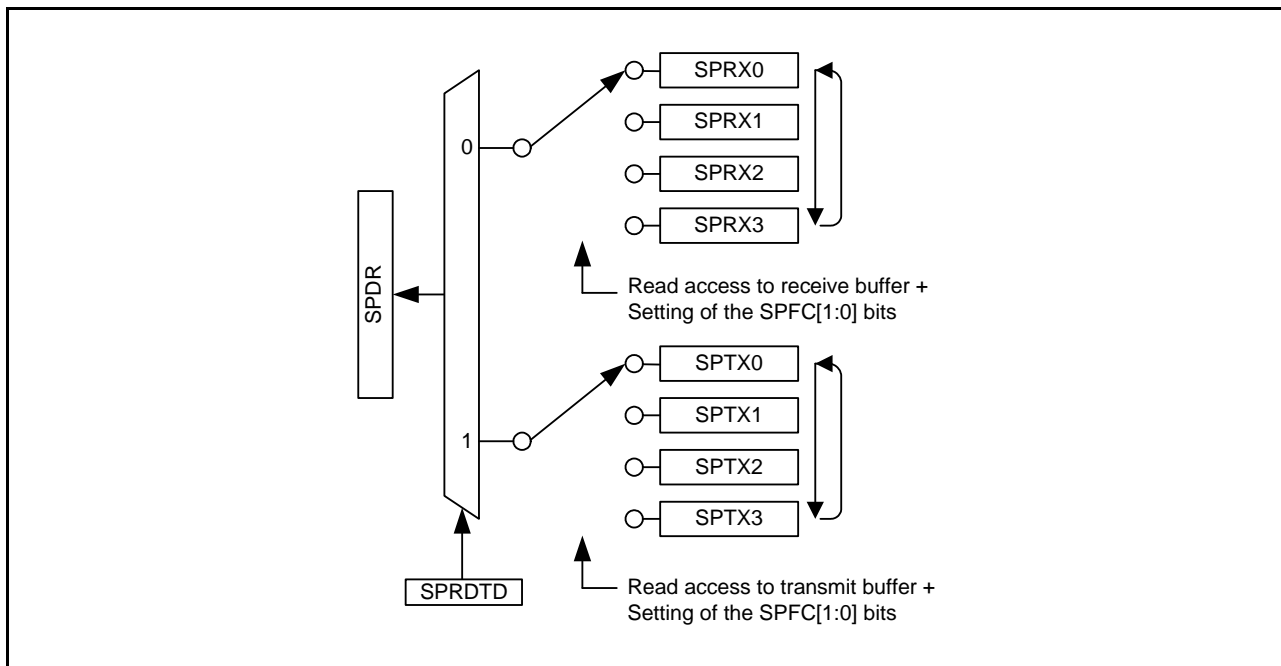 SPRX0
SPRX1
0
SPRX2
SPRX3
SPDR
Read access to receive buffer +
Setting of the SPFC[1:0] bits
SPTX0
SPTX1
1
SPTX2
SPTX3
SPRDTD
Read access to transmit buffer +
Setting of the SPFC[1:0] bits